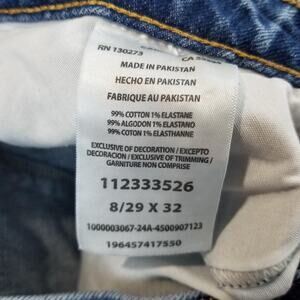 RN 130273 CA
MADE IN PAKISTAN
HECHO EN PAKISTAN
FABRIQUE AU PAKISTAN
99% COTTON 1% ELASTANE
99% ALGODON 1% ELASTANO
99% COTON 1% ELASTHANNE
EXCLUSIVE OF DECORATION / EXCEPTO
DECORACION / EXCLUSIVE OF TRIMMING /
GARNITURE NON COMPRISE
112333526
8/29 X 32
1000003067-24A-4500907123
196457417550